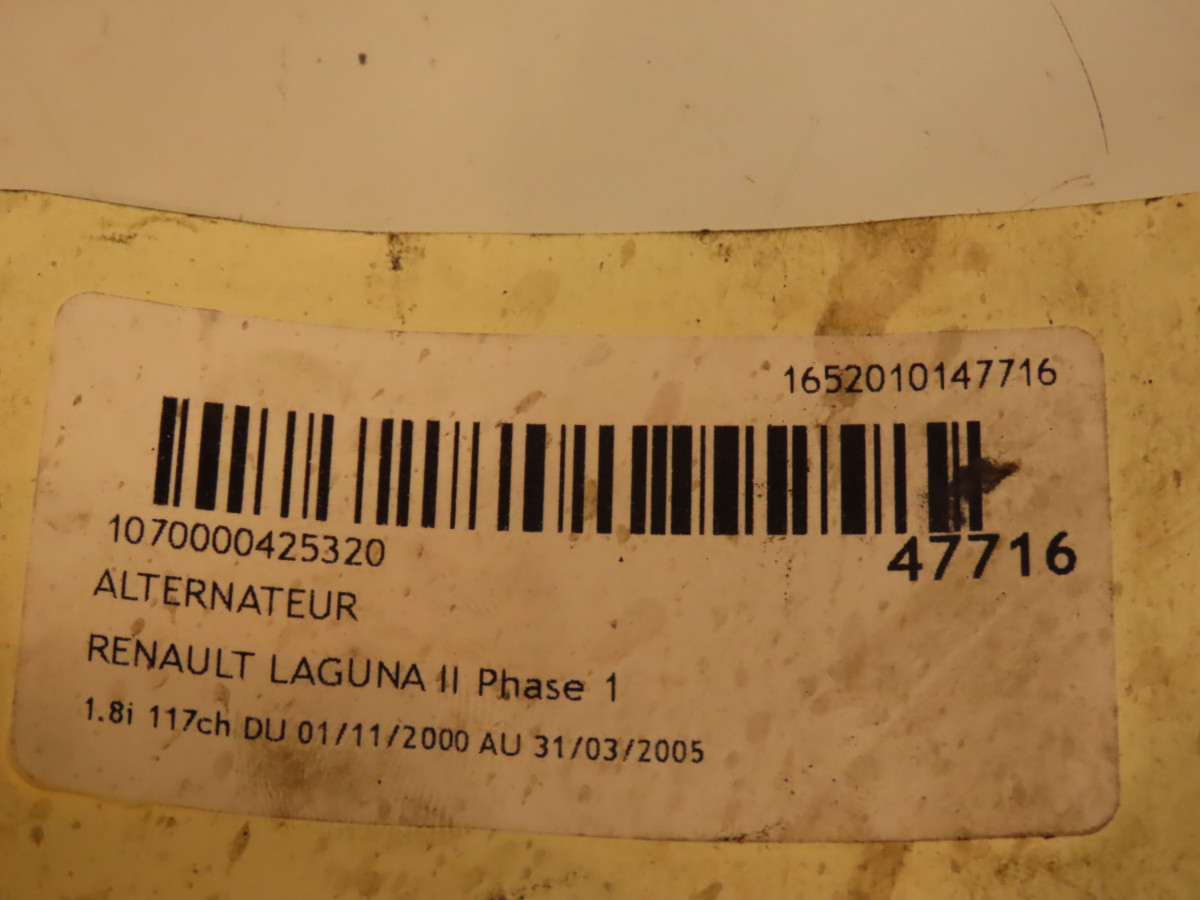 1652010147716
1070000425320
47716
ALTERNATEUR
RENAULT LAGUNA II Phase 1
1.8i 117ch DU 01/11/2000 AU 31/03/2005